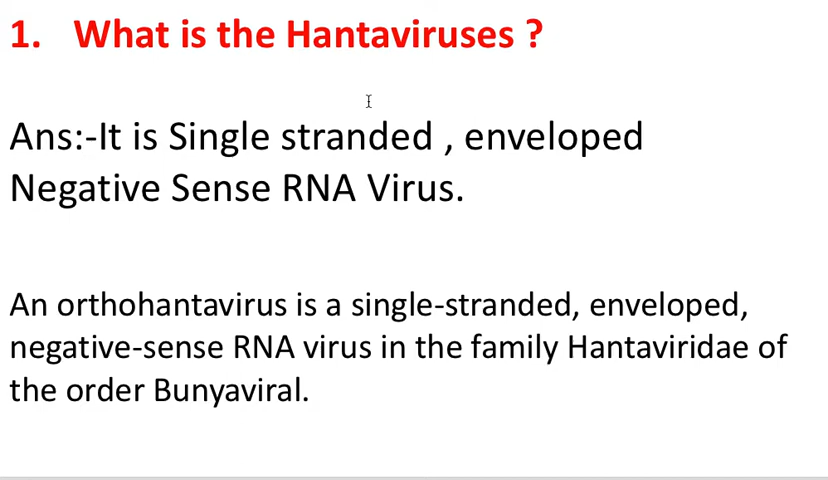 1. What is the Hantaviruses ?
Ans:-It is Single stranded , enveloped
Negative Sense RNA Virus.
An orthohantavirus is a single-stranded, enveloped,
negative-sense RNA virus in the family Hantaviridae of
the order Bunyaviral.